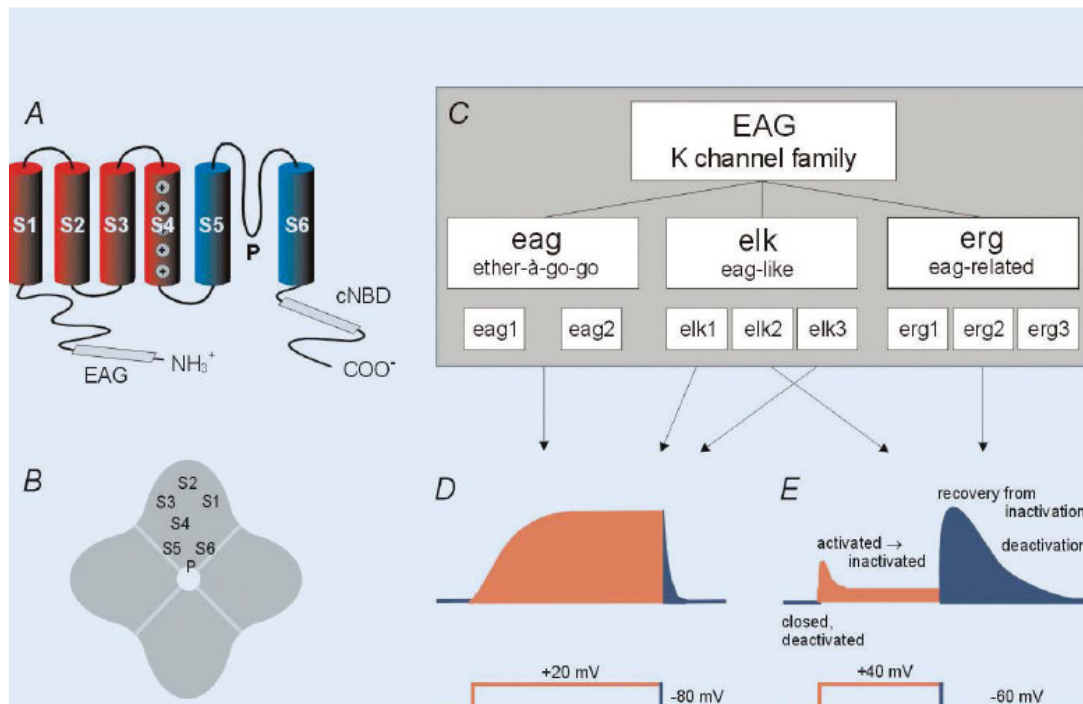 A
S1 S2 S3 S4 S5 P S6
+
+
+
+
+
cNBD
EAG
NH₃⁺
COO⁻
B
S2
S3 S1
S4
S5 S6
P
C
EAG
K channel family
eag
ether-à-go-go
elk
eag-like
erg
eag-related
eag1 eag2 elk1 elk2 elk3 erg1 erg2 erg3
D
+20 mV
-80 mV
E
recovery from
inactivation
deactivation
activated →
inactivated
closed,
deactivated
+40 mV
-60 mV